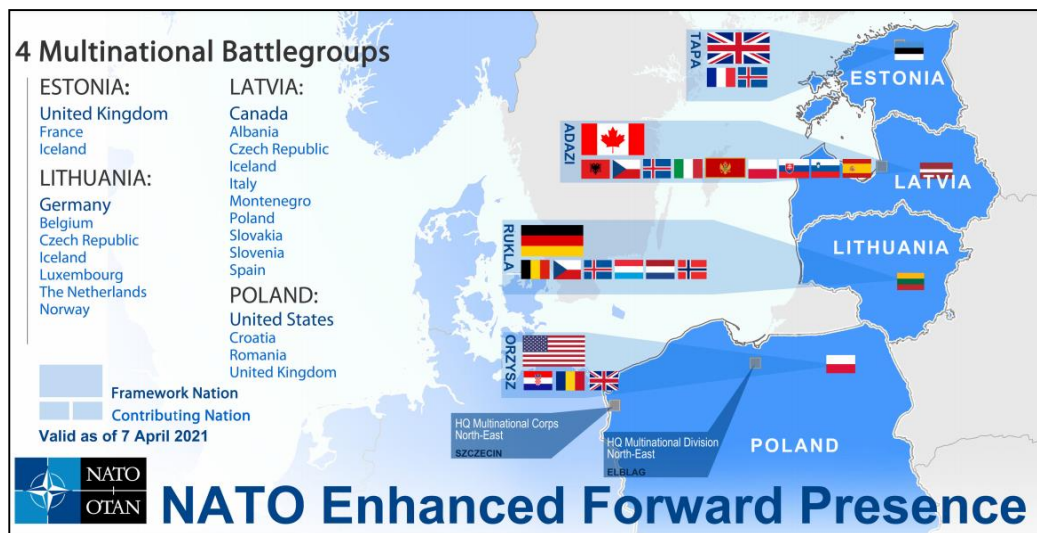 4 Multinational Battlegroups
ESTONIA:
United Kingdom
France
Iceland
LITHUANIA:
Germany
Belgium
Czech Republic
Iceland
Luxembourg
The Netherlands
Norway
LATVIA:
Canada
Albania
Czech Republic
Iceland
Italy
Montenegro
Poland
Slovakia
Slovenia
Spain
POLAND:
United States
Croatia
Romania
United Kingdom
Framework Nation
Contributing Nation
Valid as of 7 April 2021
TAPA
ESTONIA
ADAZI
LATVIA
RUKLA
LITHUANIA
ORZYSZ
HQ Multinational Corps
North-East
SZCZECIN
HQ Multinational Division
North-East
ELBLAG
POLAND
NATO
OTAN
NATO Enhanced Forward Presence